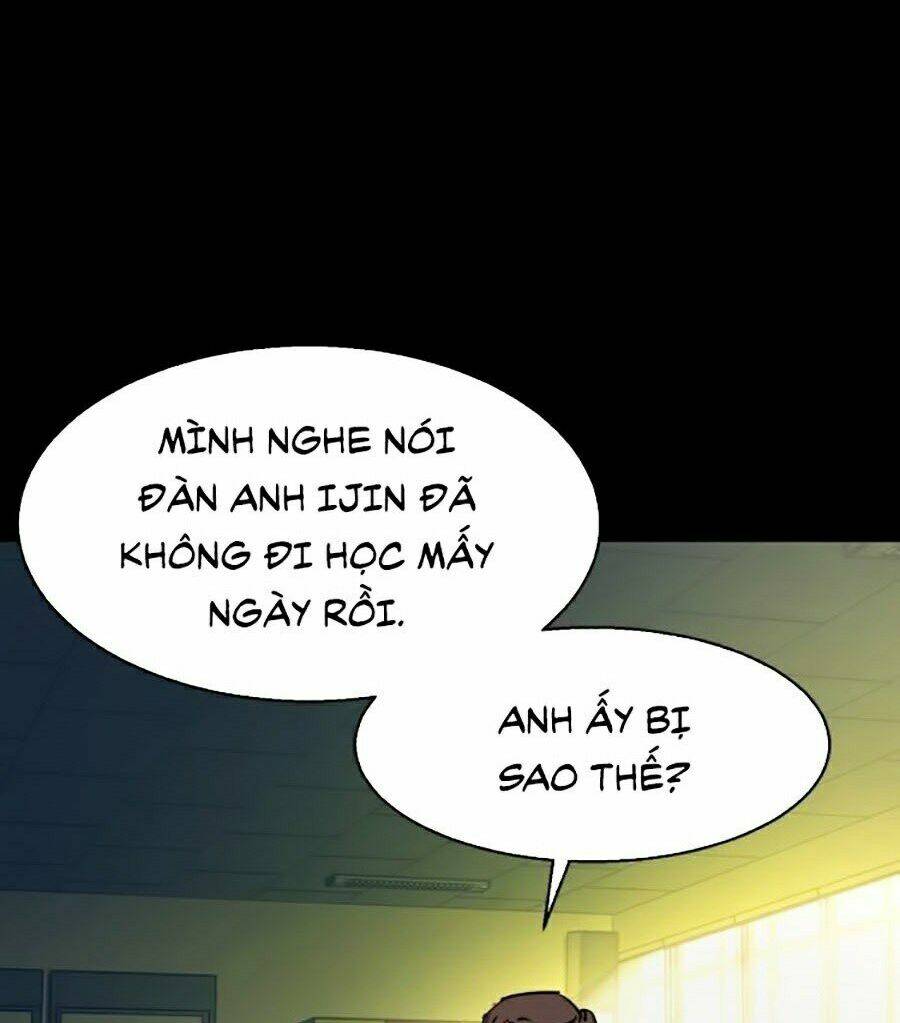 MÌNH NGHE NÓI
ĐÀN ANH IJIN ĐÃ
KHÔNG ĐI HỌC MẤY
NGÀY RỒI.
ANH ẤY BỊ
SAO THẾ?